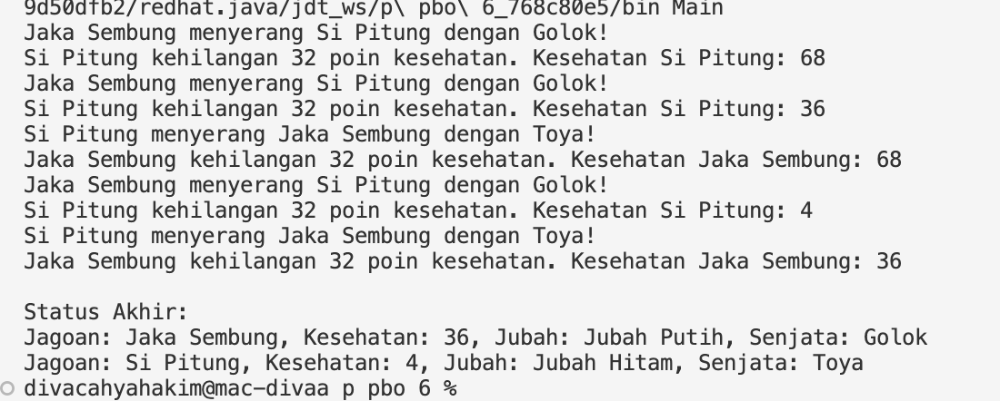 9d50dfb2/redhat.java/jdt_ws/p\ pbo\ 6_768c80e5/bin Main
Jaka Sembung menyerang Si Pitung dengan Golok!
Si Pitung kehilangan 32 poin kesehatan. Kesehatan Si Pitung: 68
Jaka Sembung menyerang Si Pitung dengan Golok!
Si Pitung kehilangan 32 poin kesehatan. Kesehatan Si Pitung: 36
Si Pitung menyerang Jaka Sembung dengan Toya!
Jaka Sembung kehilangan 32 poin kesehatan. Kesehatan Jaka Sembung: 68
Jaka Sembung menyerang Si Pitung dengan Golok!
Si Pitung kehilangan 32 poin kesehatan. Kesehatan Si Pitung: 4
Si Pitung menyerang Jaka Sembung dengan Toya!
Jaka Sembung kehilangan 32 poin kesehatan. Kesehatan Jaka Sembung: 36
Status Akhir:
Jagoan: Jaka Sembung, Kesehatan: 36, Jubah: Jubah Putih, Senjata: Golok
Jagoan: Si Pitung, Kesehatan: 4, Jubah: Jubah Hitam, Senjata: Toya
divacahyahakim@mac-divaa p pbo 6 %